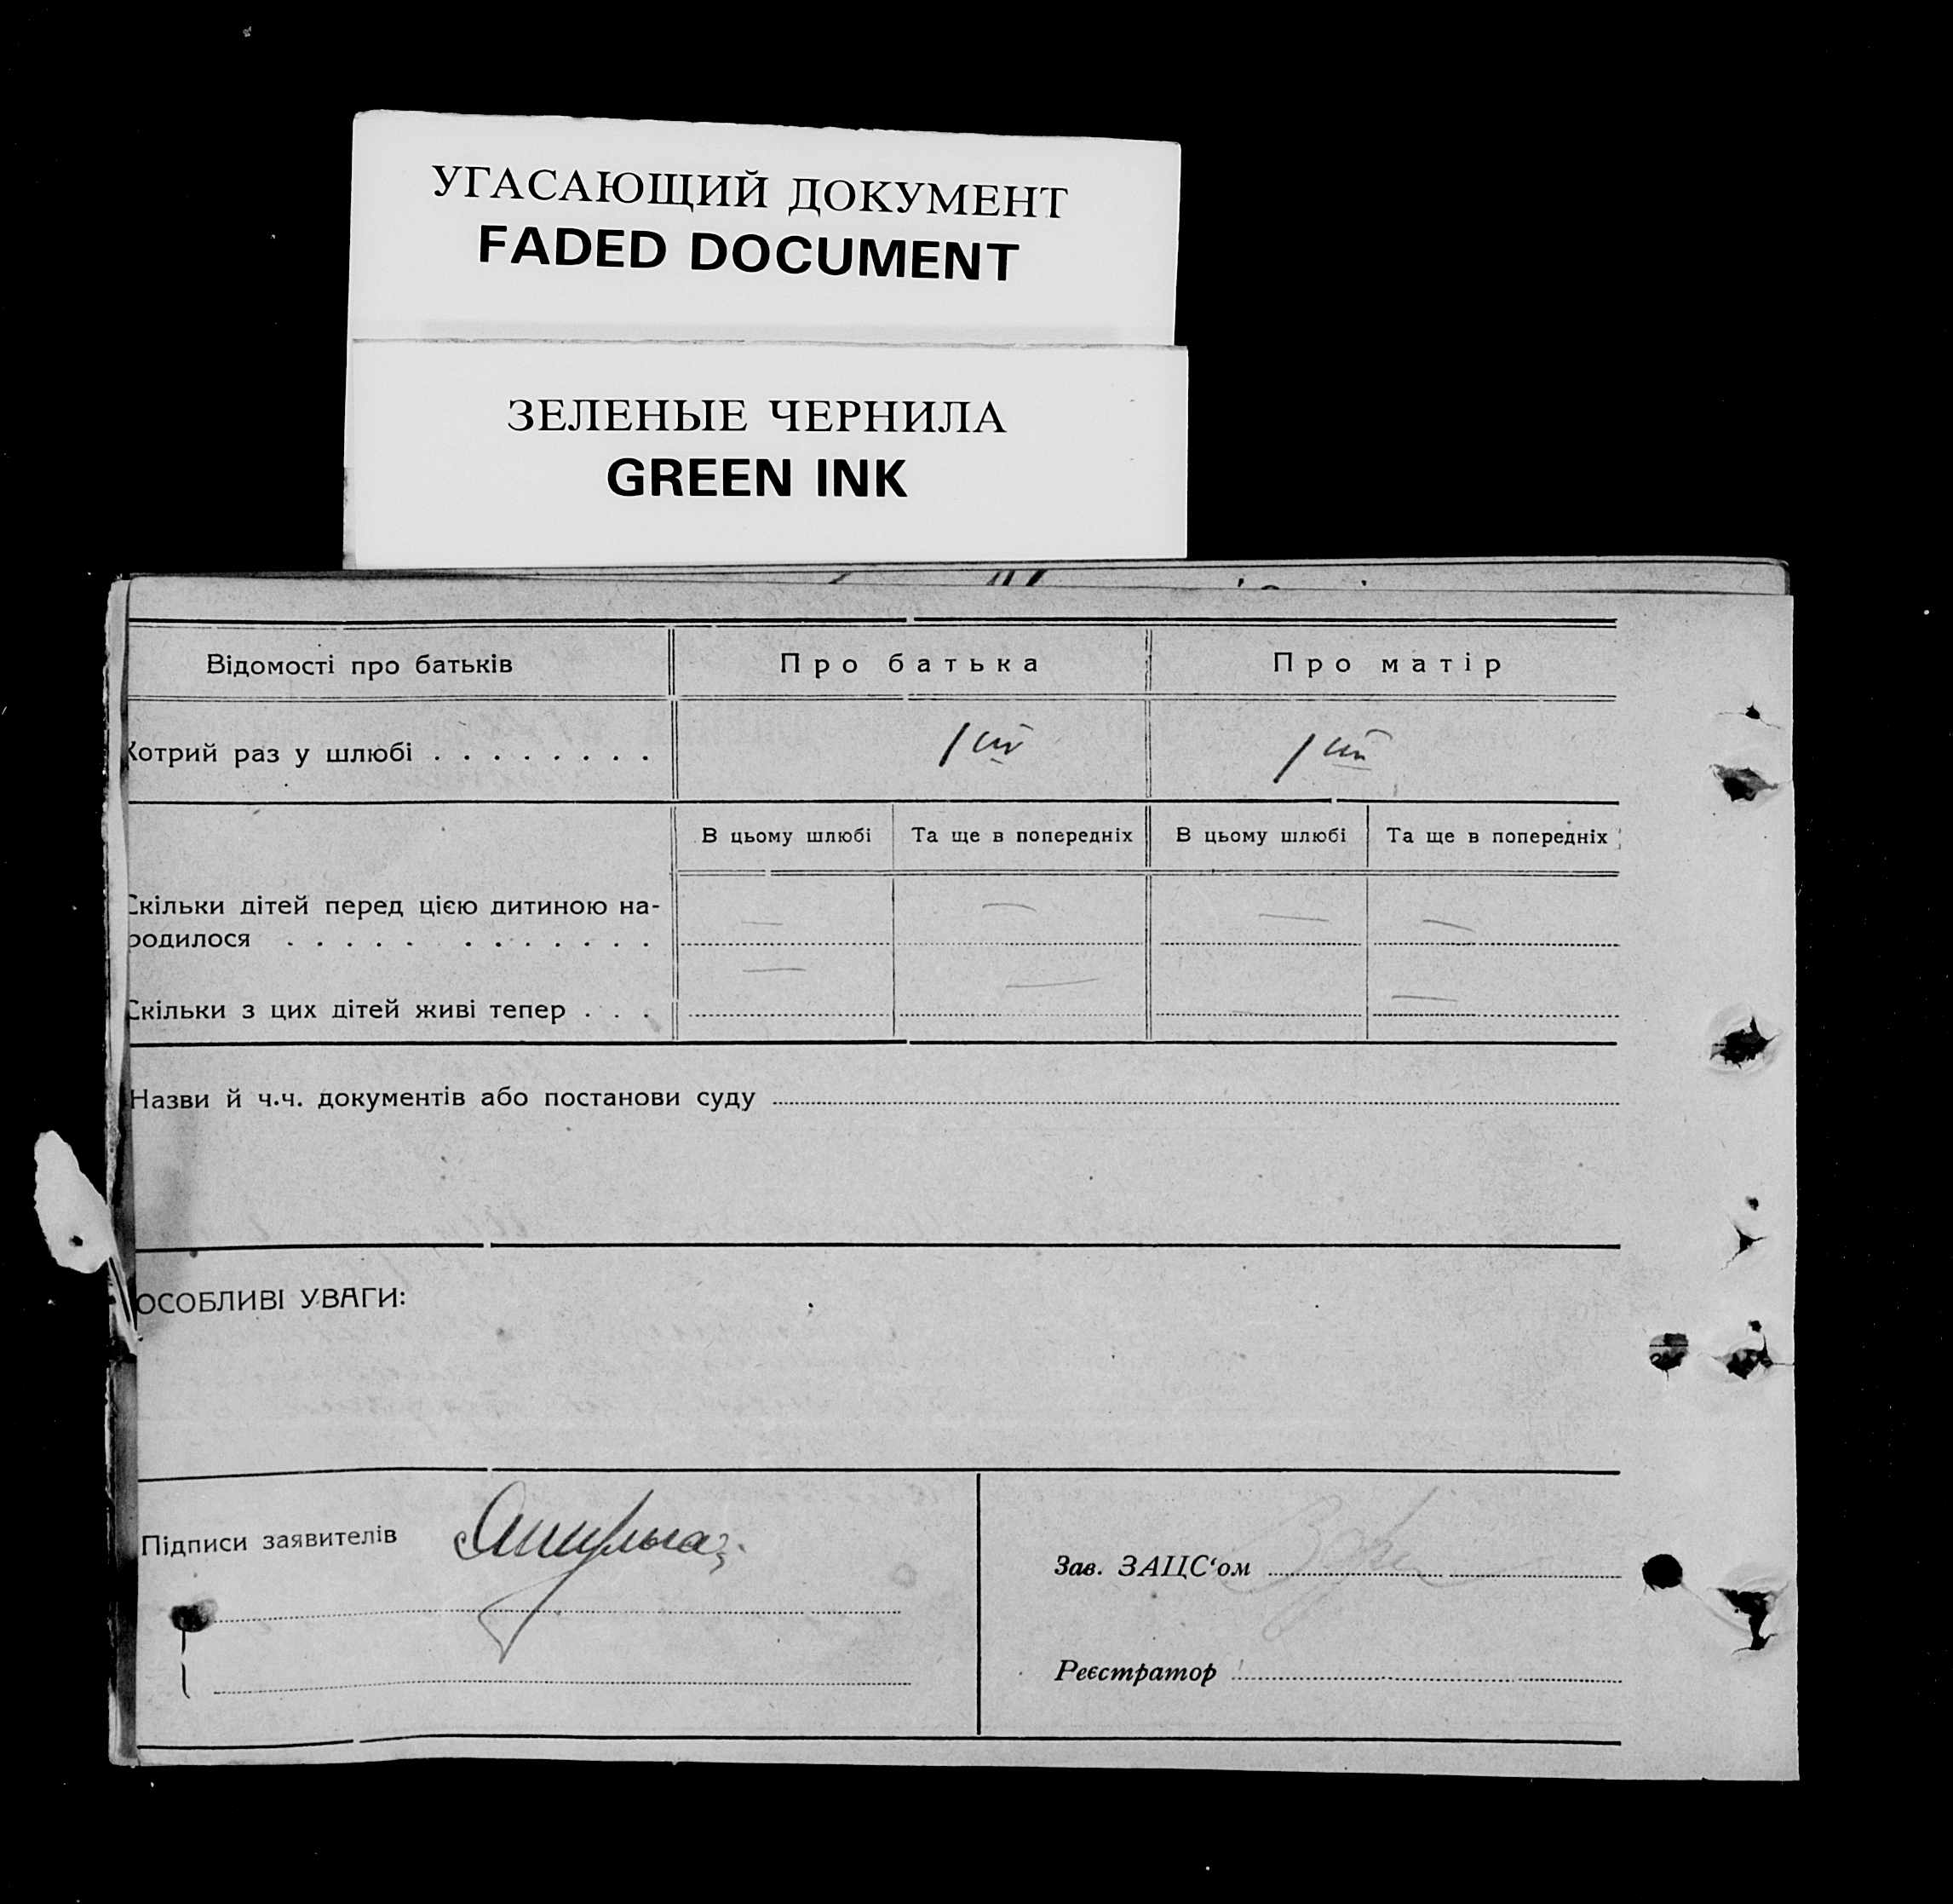 УГАСАЮЩИЙ ДОКУМЕНТ
FADED DOCUMENT
ЗЕЛЕНЫЕ ЧЕРНИЛА
GREEN INK
Відомості про батьків Про батька Про матір
Котрий раз у шлюбі . . . . . . . . 1ий 1ий
В цьому шлюбі Та ще в попередніх В цьому шлюбі Та ще в попередніх
Скільки дітей перед цією дитиною на- — — — —
родилося . . . . . . . . . . . . .
Скільки з цих дітей живі тепер . . . — — — —
Назви й ч.ч. документів або постанови суду
ОСОБЛИВІ УВАГИ:
Підписи заявителів
Зав. ЗАЦС‘ом
Реєстратор